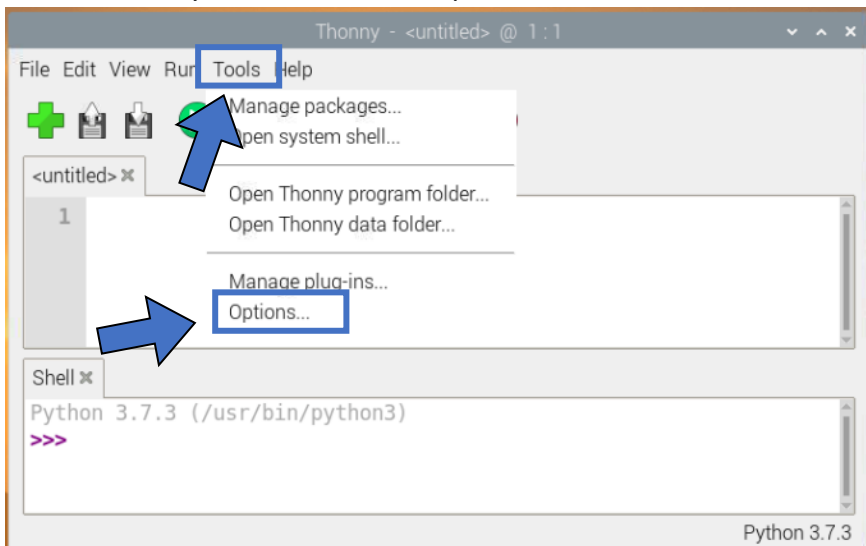 Thonny - <untitled> @ 1:1
File Edit View Run Tools Help
Manage packages...
Open system shell...
<untitled>
Open Thonny program folder...
1
Open Thonny data folder...
Manage plug-ins...
Options...
Shell
Python 3.7.3 (/usr/bin/python3)
>>>
Python 3.7.3